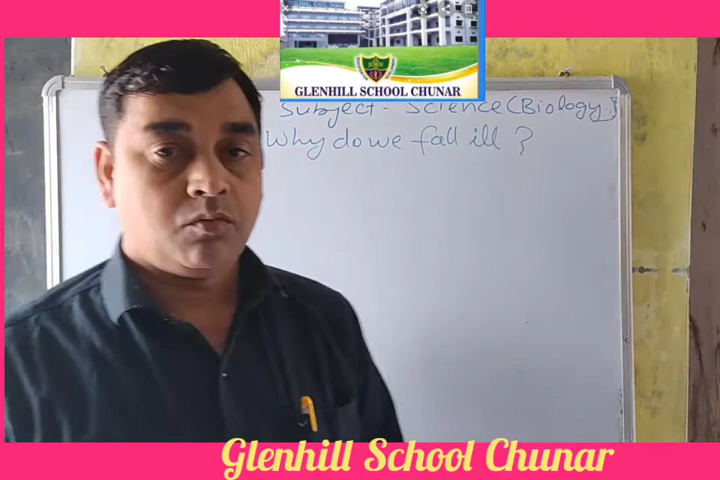 GLENHILL SCHOOL CHUNAR
Subject - Science (Biology)
Why do we fall ill ?
Glenhill School Chunar